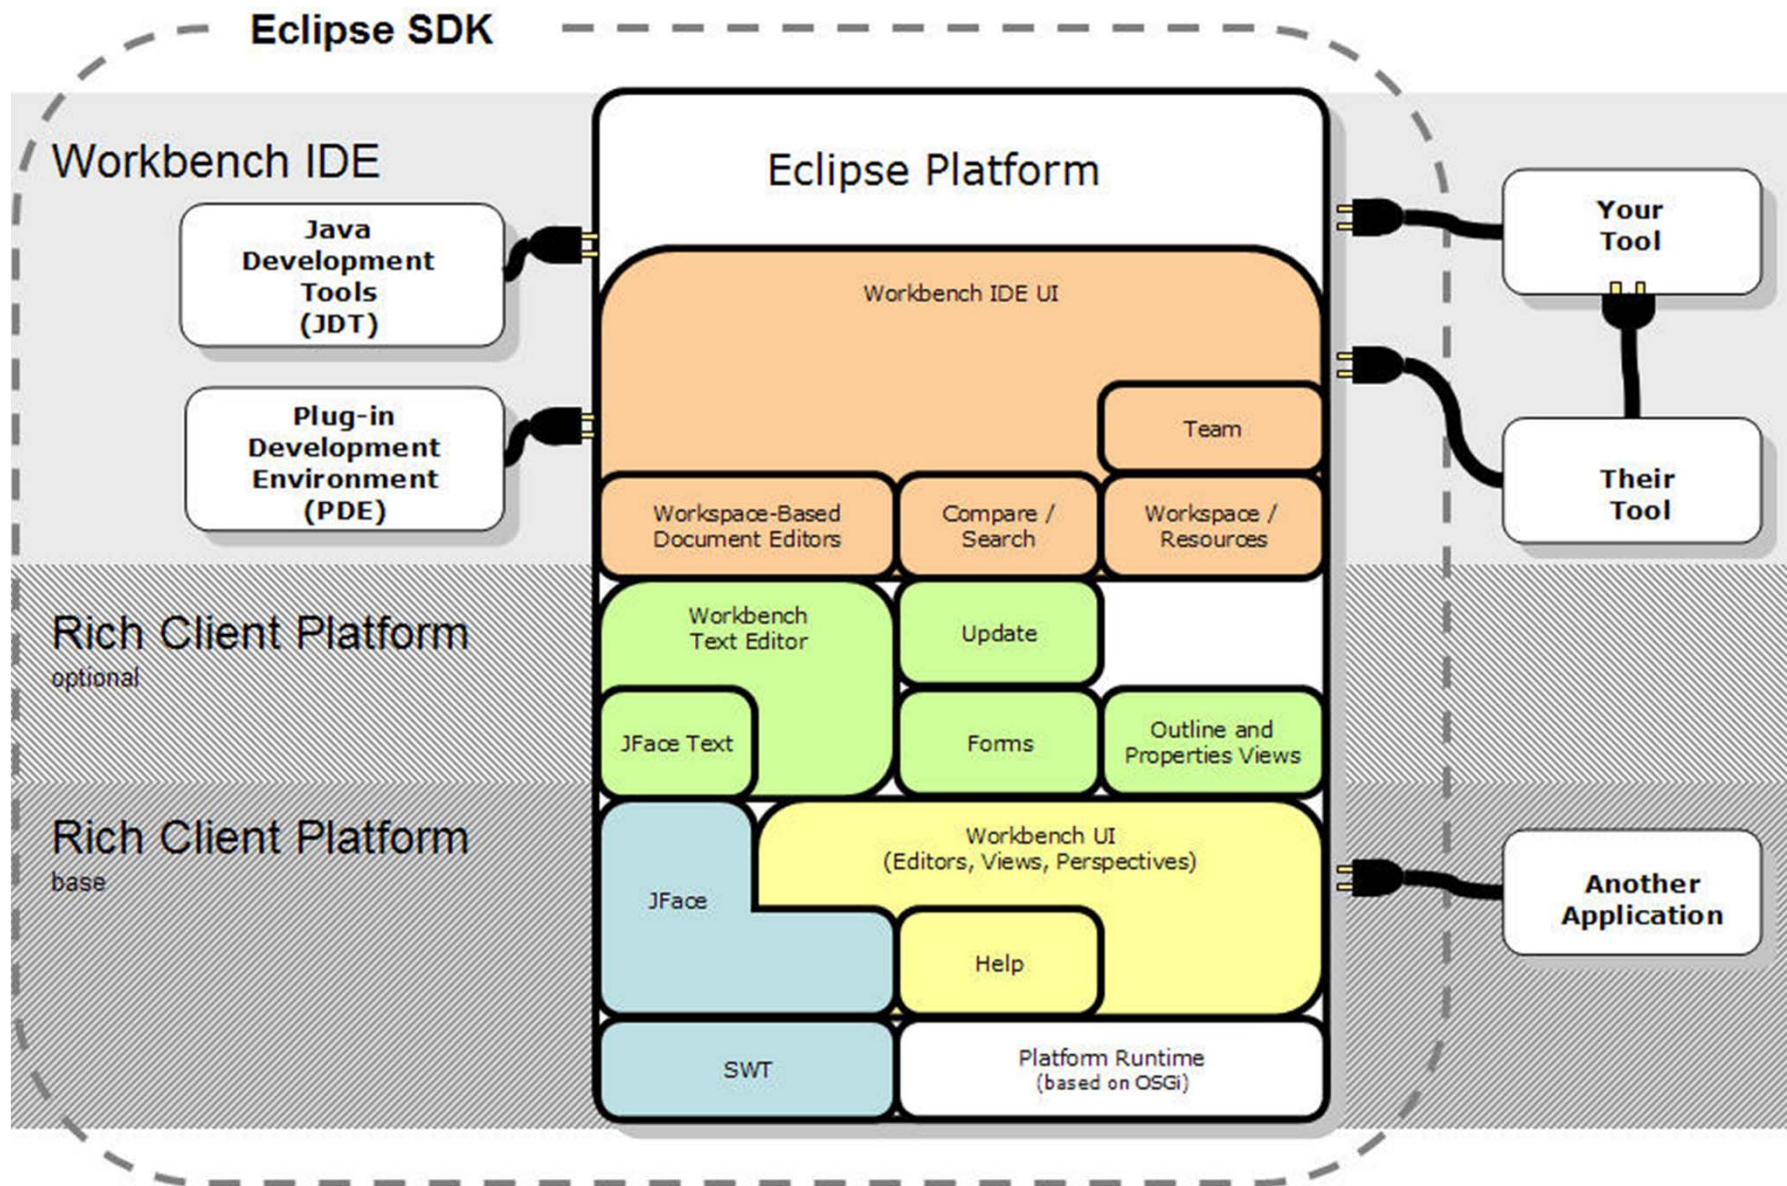 Eclipse SDK
Workbench IDE
Eclipse Platform
Java
Development
Tools
(JDT)
Plug-in
Development
Environment
(PDE)
Workbench IDE UI
Team
Workspace-Based
Document Editors
Compare /
Search
Workspace /
Resources
Your
Tool
Their
Tool
Rich Client Platform
optional
Workbench
Text Editor
Update
JFace Text
Forms
Outline and
Properties Views
Rich Client Platform
base
Workbench UI
(Editors, Views, Perspectives)
JFace
Help
SWT
Platform Runtime
(based on OSGi)
Another
Application